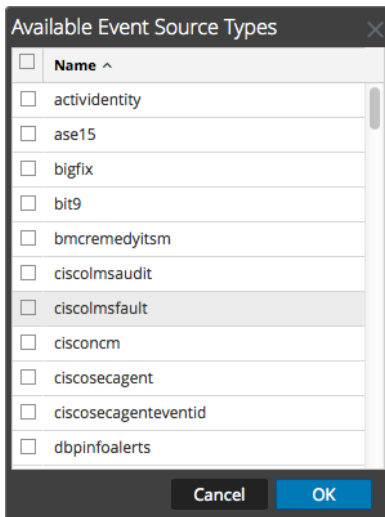 Available Event Source Types
Name
actividentity
ase15
bigfix
bit9
bmcremedyitsm
ciscolmsaudit
ciscolmsfault
cisconcm
ciscosecagent
ciscosecagenteventid
dbpinfoalerts
Cancel OK